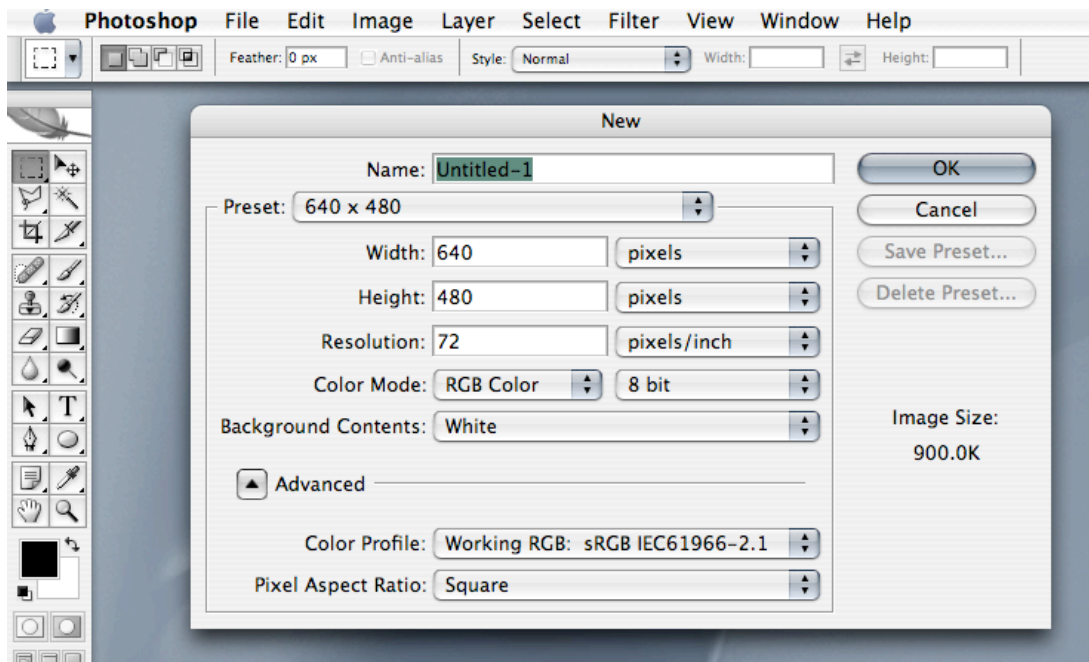 Photoshop File Edit Image Layer Select Filter View Window Help
Feather: 0 px Anti-alias Style: Normal Width: Height:
New
Name: Untitled-1
OK
Preset: 640 x 480
Cancel
Width: 640 pixels
Save Preset...
Height: 480 pixels
Delete Preset...
Resolution: 72 pixels/inch
Color Mode: RGB Color 8 bit
Background Contents: White
Image Size:
900.0K
Advanced
Color Profile: Working RGB: sRGB IEC61966-2.1
Pixel Aspect Ratio: Square
T